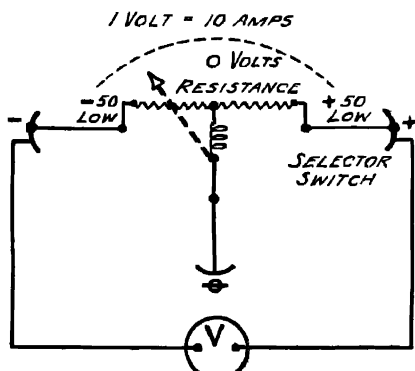 1 VOLT = 10 AMPS
0 VOLTS
RESISTANCE
-50
LOW
+50
LOW
-
+
SELECTOR
SWITCH
V